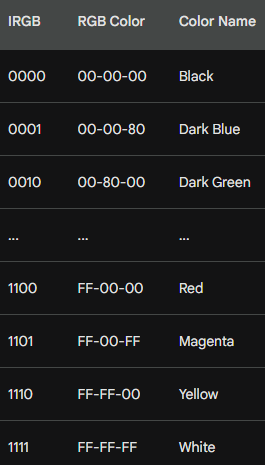 IRGB RGB Color Color Name
0000 00-00-00 Black
0001 00-00-80 Dark Blue
0010 00-80-00 Dark Green
... ... ...
1100 FF-00-00 Red
1101 FF-00-FF Magenta
1110 FF-FF-00 Yellow
1111 FF-FF-FF White